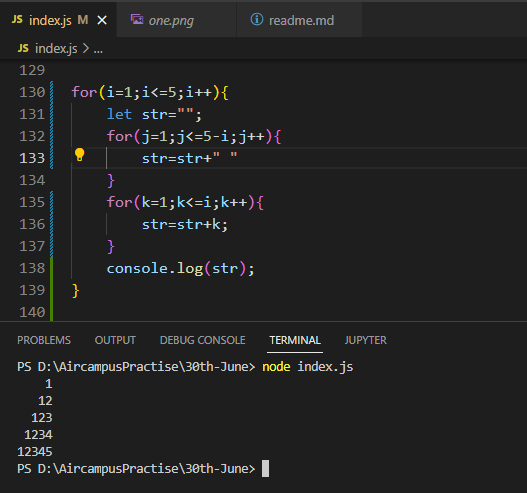 JS index.js M × one.png readme.md
JS index.js > ...
129
130 for(i=1;i<=5;i++){
131     let str="";
132     for(j=1;j<=5-i;j++){
133         str=str+" "
134     }
135     for(k=1;k<=i;k++){
136         str=str+k;
137     }
138     console.log(str);
139 }
140
PROBLEMS OUTPUT DEBUG CONSOLE TERMINAL JUPYTER
PS D:\AircampusPractise\30th-June> node index.js
    1
   12
  123
 1234
12345
PS D:\AircampusPractise\30th-June>